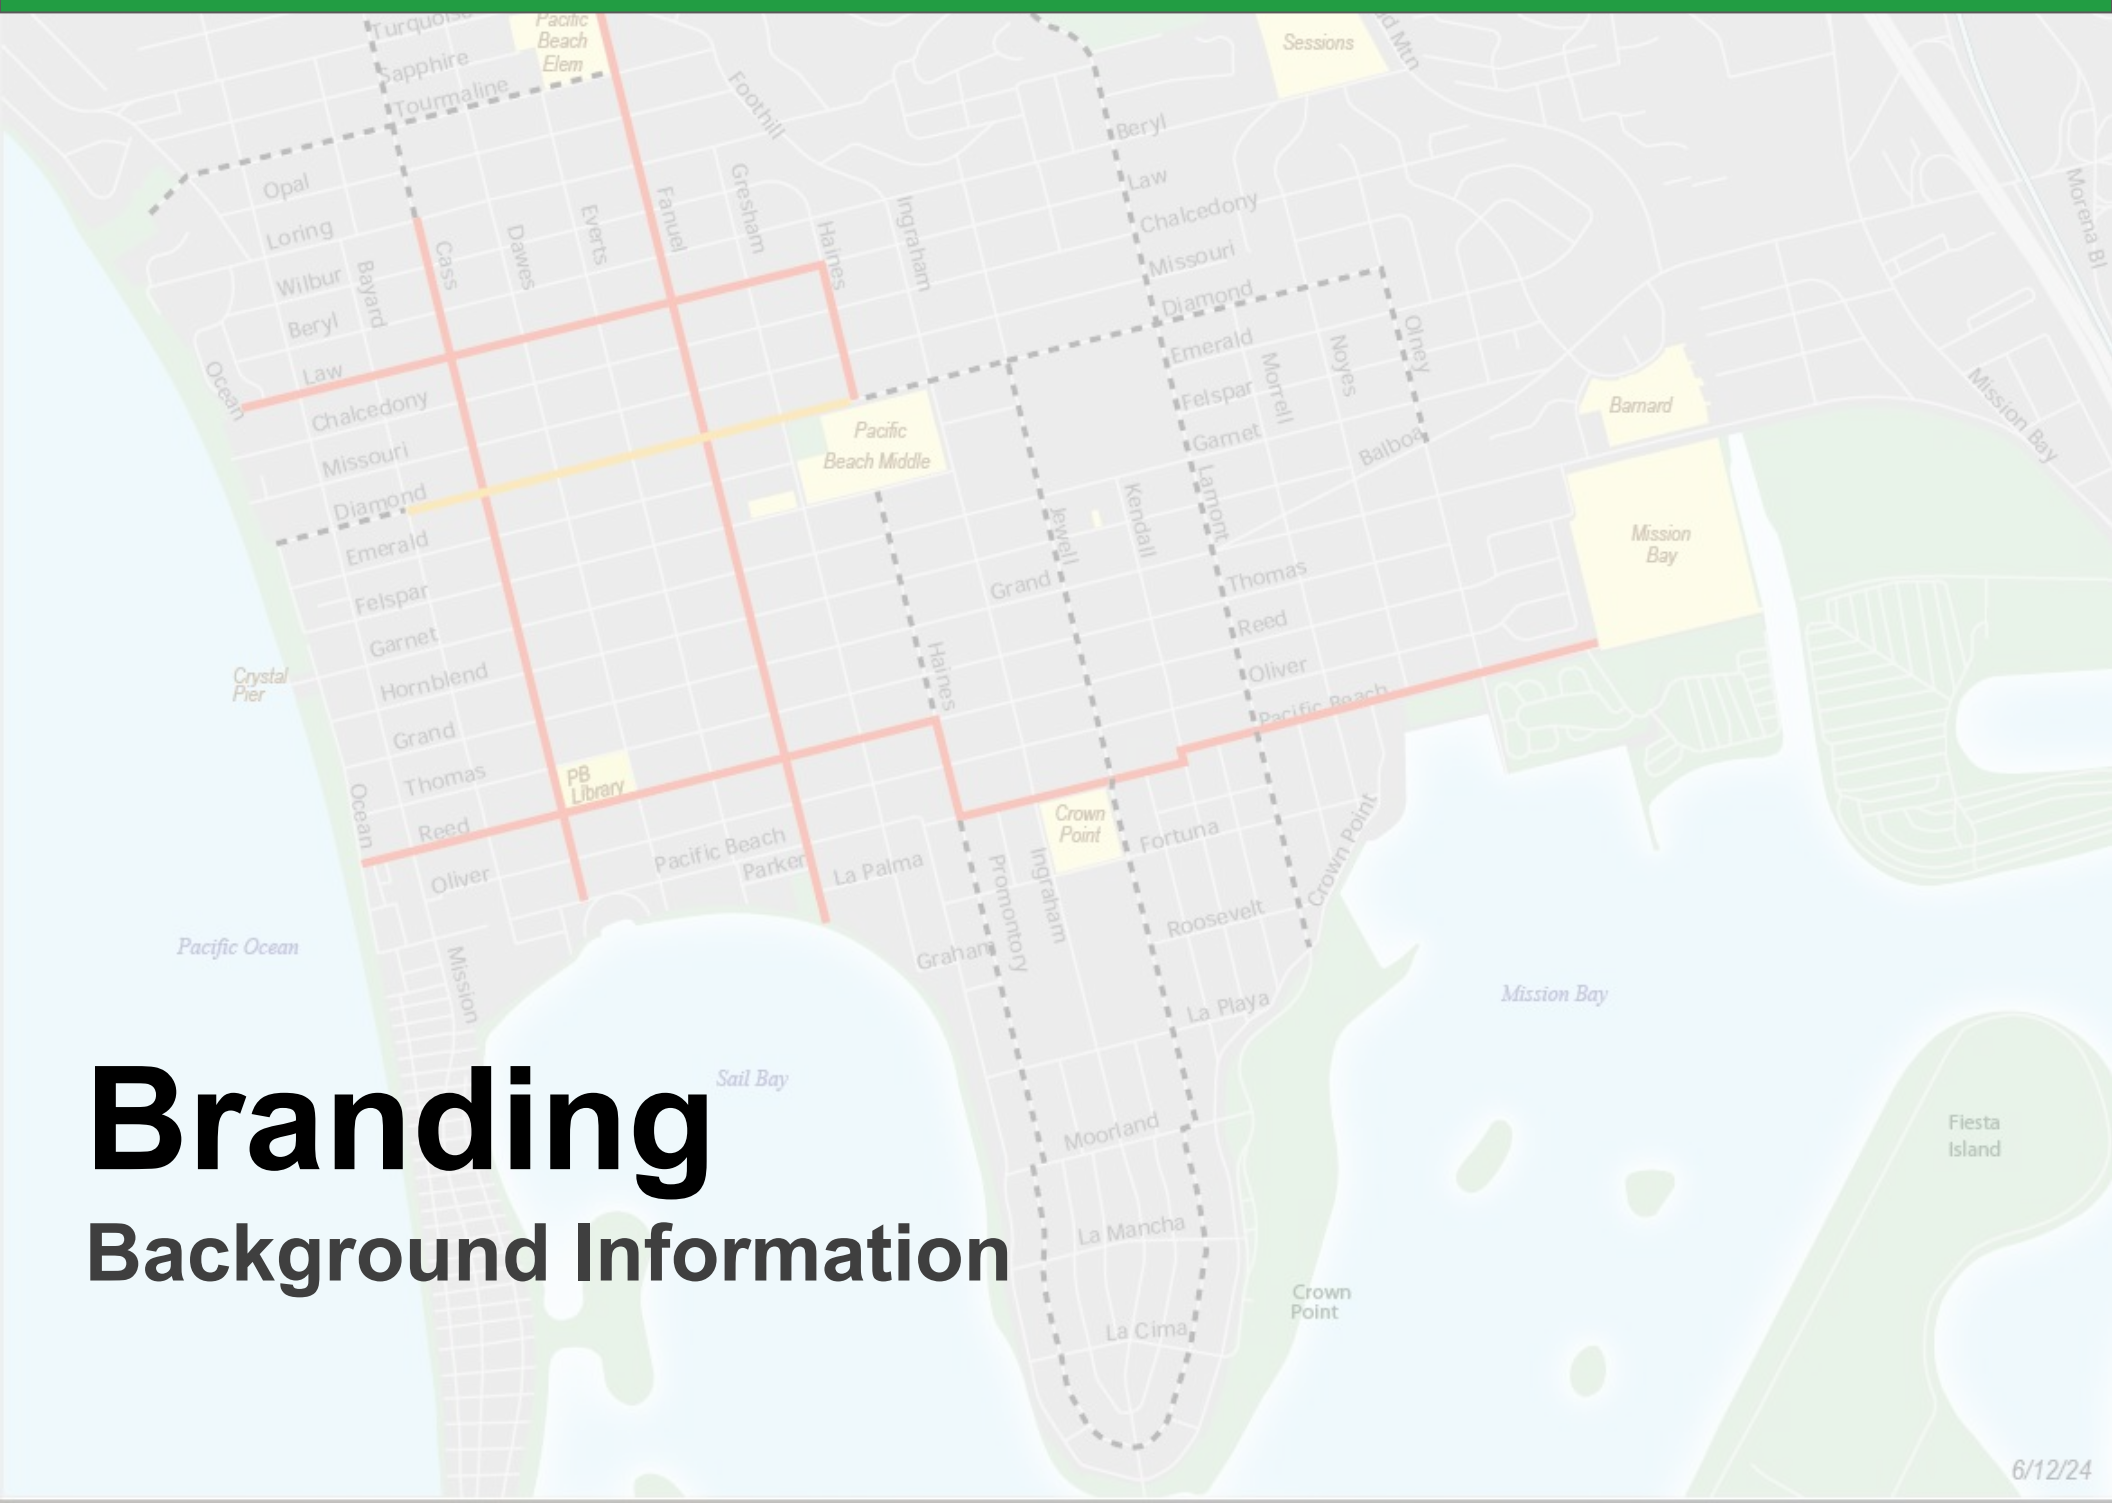 Turquoise
Pacific
Beach
Elem
Sapphire
Tourmaline
Foothill
Sessions
Mtn
Beryl
Law
Chalcedony
Missouri
Diamond
Emerald
Felspar
Garnet
Balboa
Morrell
Noyes
Olney
Morena Bl
Mission Bay
Barnard
Mission
Bay
Opal
Loring
Wilbur
Beryl
Law
Chalcedony
Missouri
Diamond
Emerald
Felspar
Garnet
Hornblend
Grand
Thomas
Reed
Oliver
Ocean
Bayard
Cass
Dawes
Everts
Fanuel
Gresham
Haines
Ingraham
Pacific
Beach Middle
Jewell
Kendall
Lamont
Grand
Thomas
Reed
Oliver
Pacific Beach
Haines
Crystal
Pier
PB
Library
Ocean
Pacific Beach
Parker
La Palma
Crown
Point
Fortuna
Ingraham
Promontory
Graham
Roosevelt
Crown Point
La Playa
Mission
Pacific Ocean
Mission Bay
Sail Bay
Moorland
La Mancha
La Cima
Crown
Point
Fiesta
Island
Branding
Background Information
6/12/24